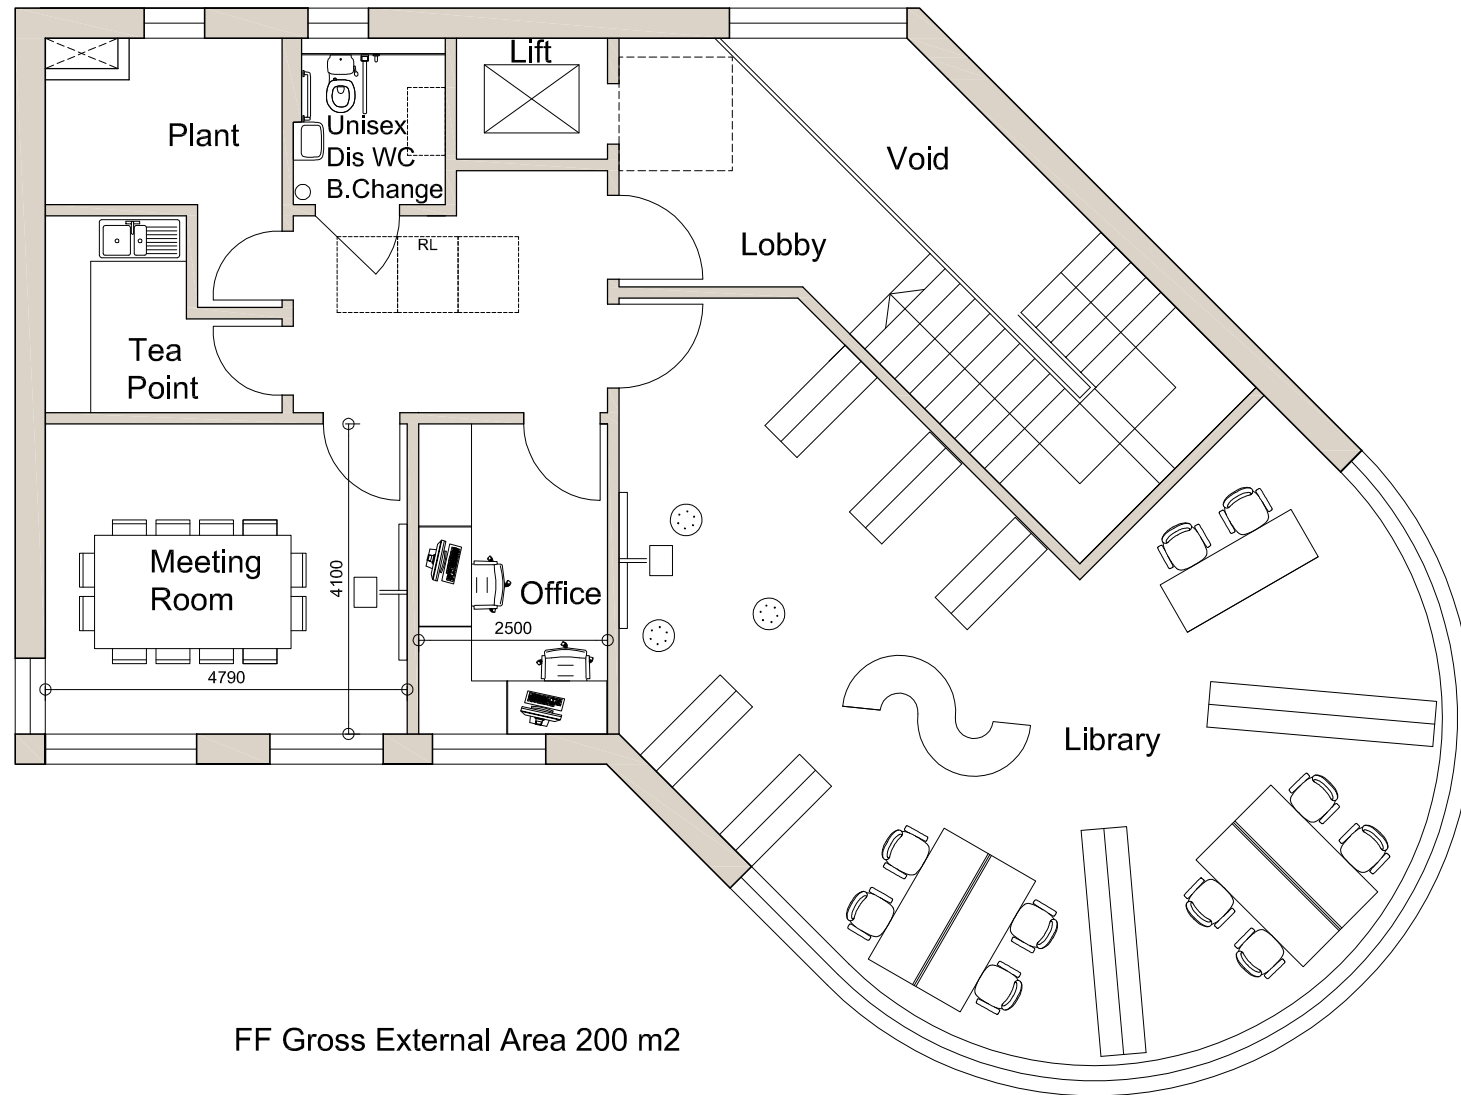 Lift
Plant
Unisex
Dis WC
B.Change
Void
Lobby
RL
Tea
Point
Meeting
Room
4100
Office
2500
4790
Library
FF Gross External Area 200 m2